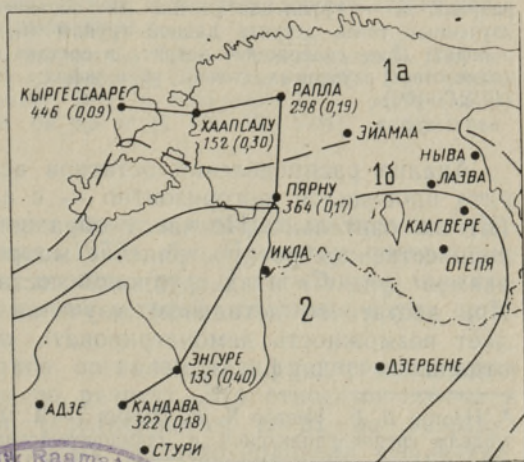 1а
КЫРГЕССААРЕ
446 (0,09)
РАПЛА
298 (0,19)
ХААПСАЛУ
152 (0,30)
ЭЙАМАА
НЫВА
1б
ЛАЗВА
ПЯРНУ
364 (0,17)
КААГВЕРЕ
ОТЕПЯ
ИКЛА
2
ЭНГУРЕ
135 (0,40)
ДЗЕРБЕНЕ
АДЗЕ
КАНДАВА
322 (0,18)
СТУРИ